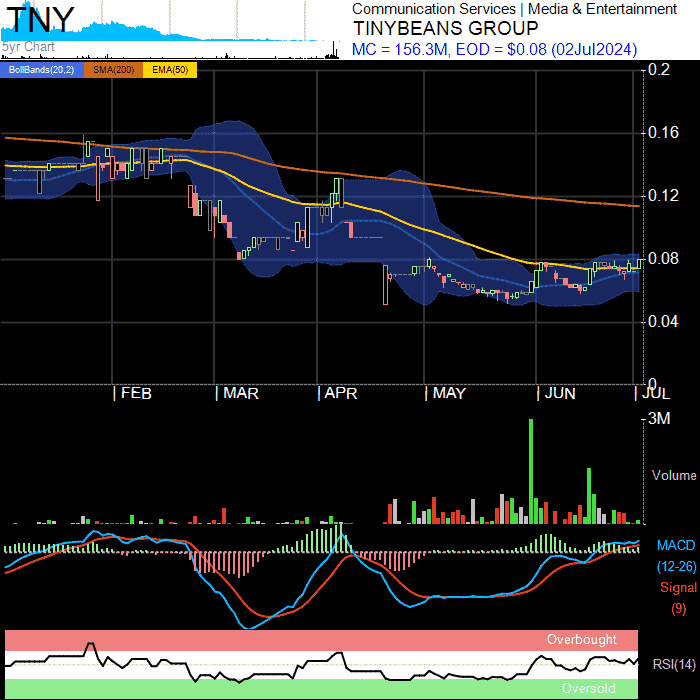 TNY
5yr Chart
Communication Services | Media & Entertainment
TINYBEANS GROUP
MC = 156.3M, EOD = $0.08 (02Jul2024)
BollBands(20,2) SMA(200) EMA(50)
0.2
0.16
0.12
0.08
0.04
0
| FEB | MAR | APR | MAY | JUN | JUL
3M
Volume
MACD
(12-26)
Signal
(9)
Overbought
RSI(14)
Oversold